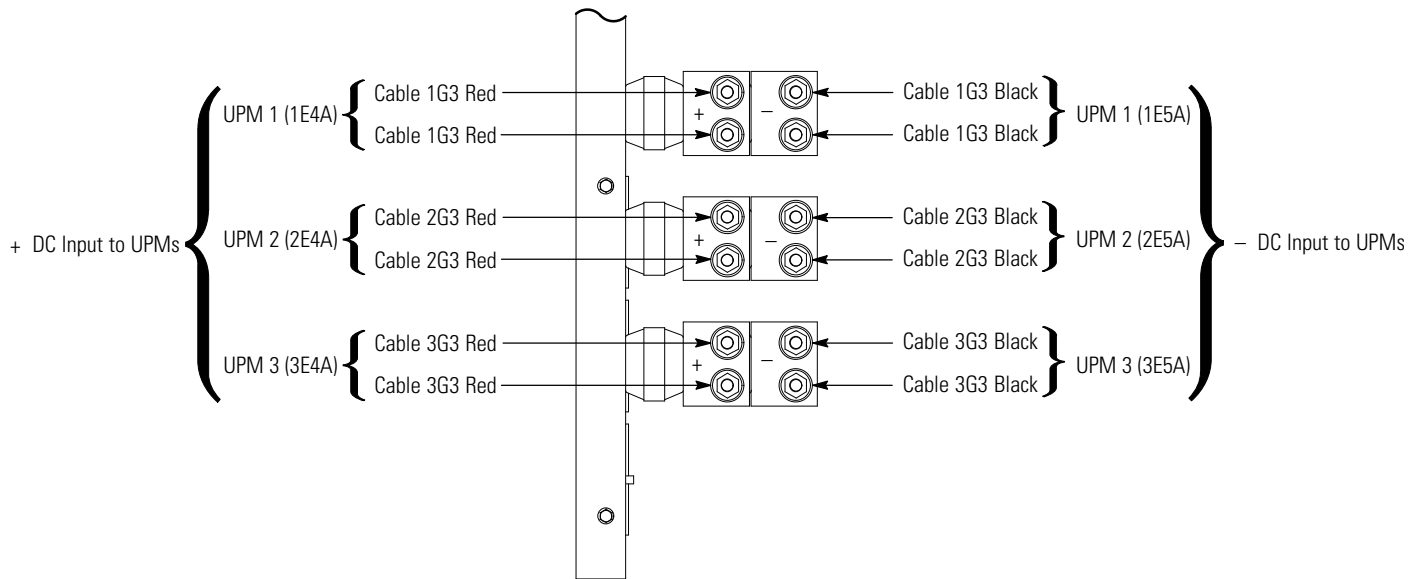 Cable 1G3 Red
UPM 1 (1E4A)
Cable 1G3 Red
+
−
Cable 1G3 Black
UPM 1 (1E5A)
Cable 1G3 Black
+ DC Input to UPMs
Cable 2G3 Red
UPM 2 (2E4A)
Cable 2G3 Red
+
−
Cable 2G3 Black
UPM 2 (2E5A)
Cable 2G3 Black
− DC Input to UPMs
Cable 3G3 Red
UPM 3 (3E4A)
Cable 3G3 Red
+
−
Cable 3G3 Black
UPM 3 (3E5A)
Cable 3G3 Black